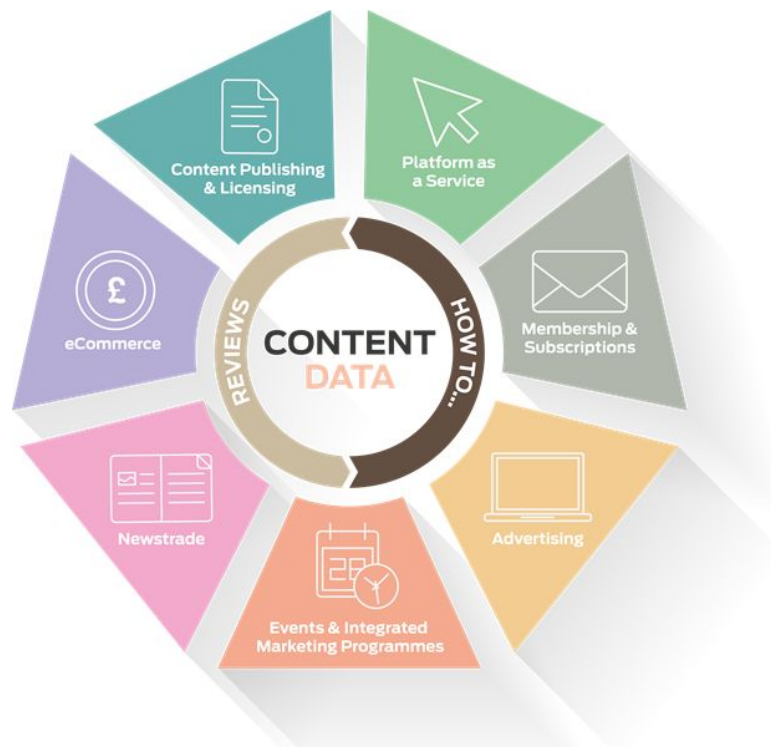 Content Publishing
& Licensing
Platform as
a Service
£
eCommerce
Membership &
Subscriptions
REVIEWS
HOW TO...
CONTENT
DATA
Newstrade
Advertising
28
Events & Integrated
Marketing Programmes